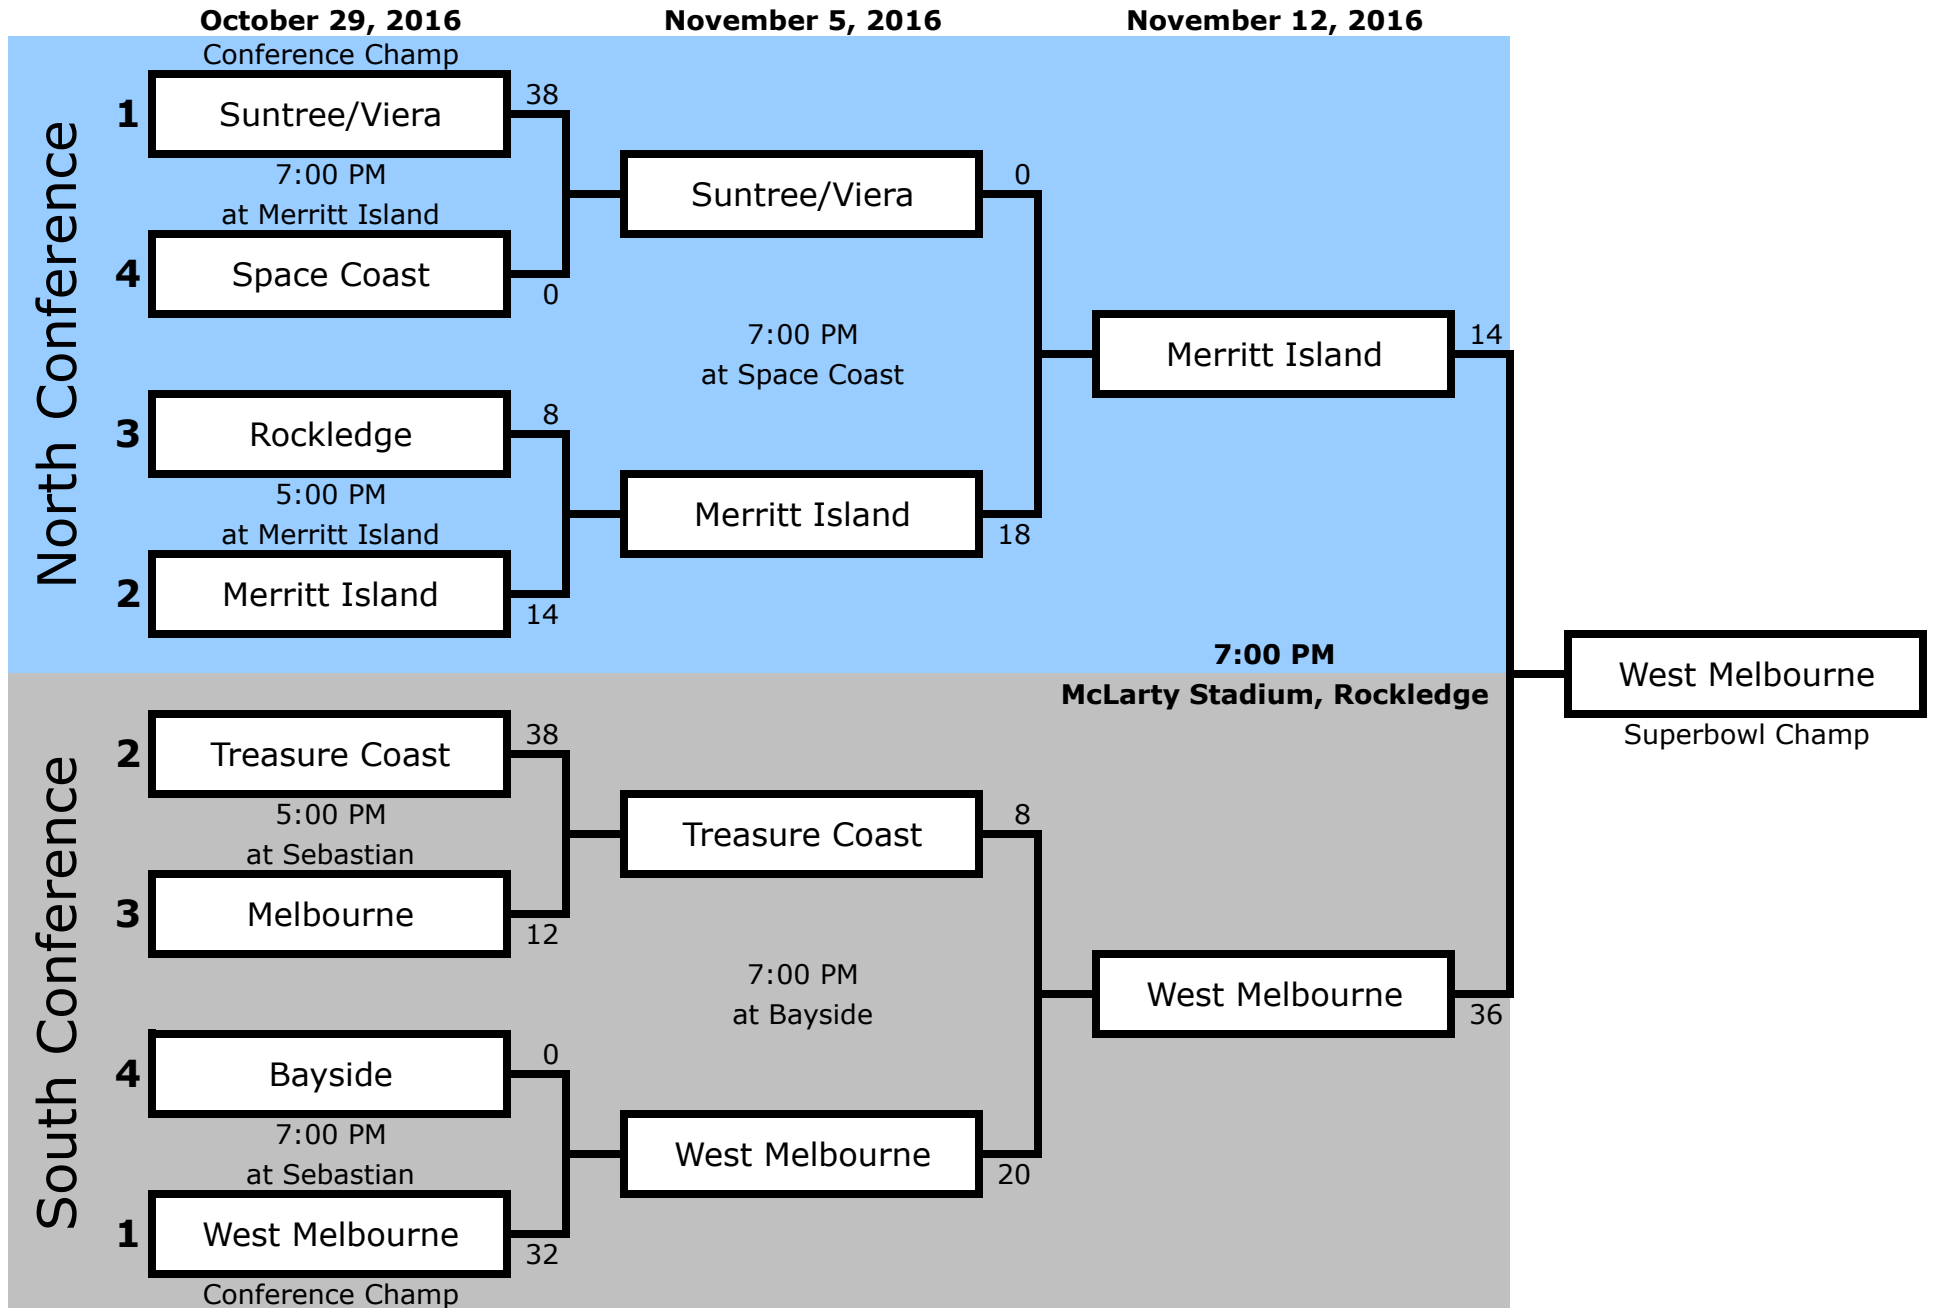 October 29, 2016
November 5, 2016
November 12, 2016
North Conference
Conference Champ
1
Suntree/Viera
38
7:00 PM
at Merritt Island
4
Space Coast
0
3
Rockledge
8
5:00 PM
at Merritt Island
2
Merritt Island
14
Suntree/Viera
0
7:00 PM
at Space Coast
Merritt Island
18
Merritt Island
14
7:00 PM
McLarty Stadium, Rockledge
West Melbourne
Superbowl Champ
South Conference
2
Treasure Coast
38
5:00 PM
at Sebastian
3
Melbourne
12
4
Bayside
0
7:00 PM
at Sebastian
1
West Melbourne
32
Conference Champ
Treasure Coast
8
7:00 PM
at Bayside
West Melbourne
20
West Melbourne
36